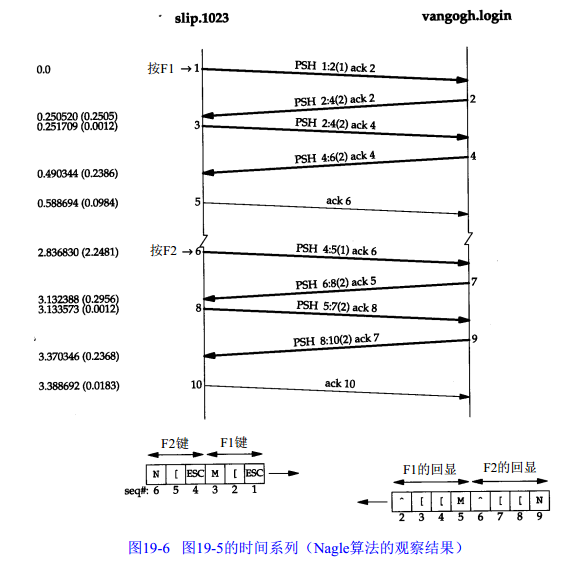 slip.1023 vangogh.login
0.0 按F1 →1 PSH 1:2(1) ack 2
PSH 2:4(2) ack 2 2
0.250520 (0.2505)
0.251709 (0.0012) 3 PSH 2:4(2) ack 4
PSH 4:6(2) ack 4 4
0.490344 (0.2386)
0.588694 (0.0984) 5 ack 6
2.836830 (2.2481) 按F2 →6 PSH 4:5(1) ack 6
PSH 6:8(2) ack 5 7
3.132388 (0.2956)
3.133573 (0.0012) 8 PSH 5:7(2) ack 8
PSH 8:10(2) ack 7 9
3.370346 (0.2368)
3.388692 (0.0183) 10 ack 10
F2键 F1键
N [ ESC M [ ESC
seq#: 6 5 4 3 2 1
F1的回显 F2的回显
^ [ [ M ^ [ [ N
2 3 4 5 6 7 8 9
图19-6 图19-5的时间系列（Nagle算法的观察结果）